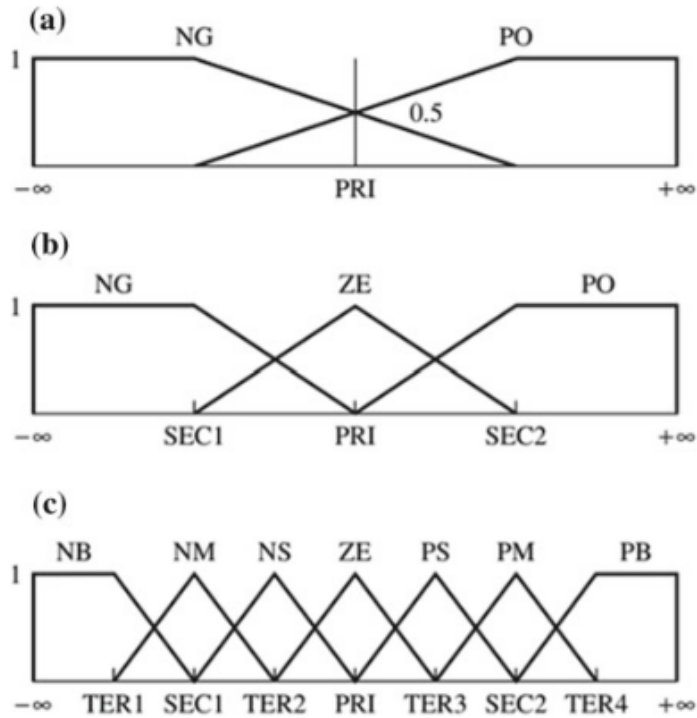 (a)
NG PO
1
0.5
−∞ PRI +∞
(b)
NG ZE PO
1
−∞ SEC1 PRI SEC2 +∞
(c)
NB NM NS ZE PS PM PB
1
−∞ TER1 SEC1 TER2 PRI TER3 SEC2 TER4 +∞